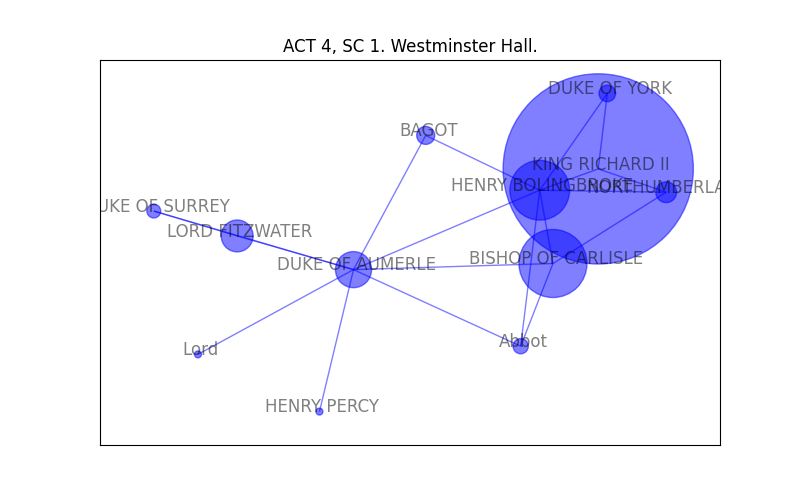 ACT 4, SC 1. Westminster Hall.
DUKE OF YORK
BAGOT
KING RICHARD II
HENRY BOLINGBROKE
NORTHUMBERLA
UKE OF SURREY
LORD FITZWATER
BISHOP OF CARLISLE
DUKE OF AUMERLE
Abbot
Lord
HENRY PERCY